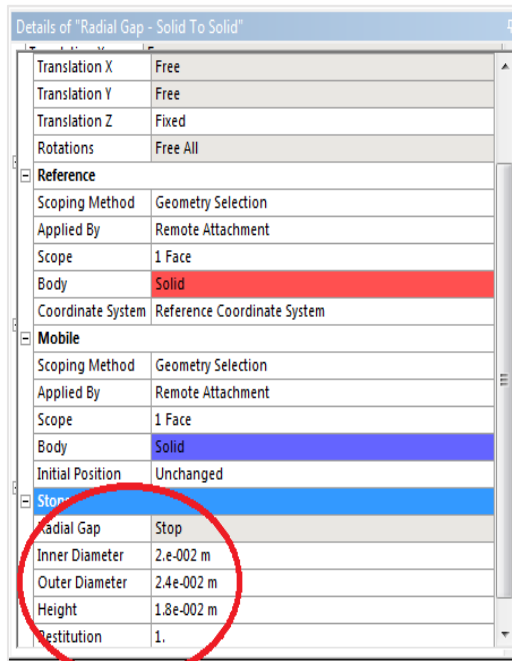 Details of "Radial Gap - Solid To Solid"
Translation X Free
Translation Y Free
Translation Z Fixed
Rotations Free All
Reference
Scoping Method Geometry Selection
Applied By Remote Attachment
Scope 1 Face
Body Solid
Coordinate System Reference Coordinate System
Mobile
Scoping Method Geometry Selection
Applied By Remote Attachment
Scope 1 Face
Body Solid
Initial Position Unchanged
Stops
Radial Gap Stop
Inner Diameter 2.e-002 m
Outer Diameter 2.4e-002 m
Height 1.8e-002 m
Restitution 1.